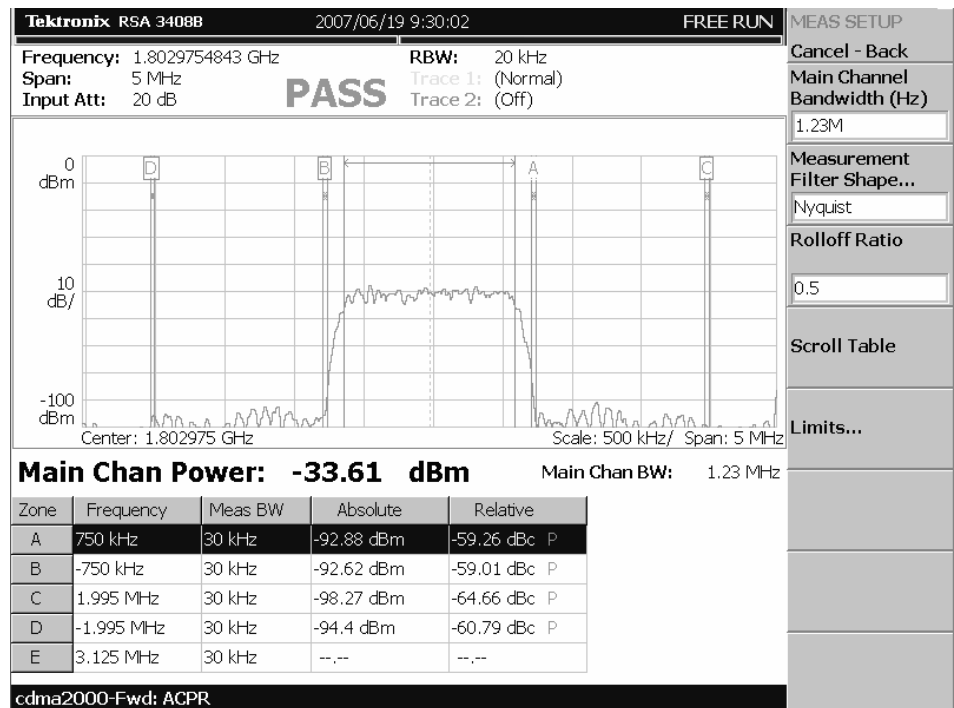 Tektronix RSA 3408B 2007/06/19 9:30:02 FREE RUN
Frequency: 1.8029754843 GHz RBW: 20 kHz
Span: 5 MHz Trace 1: (Normal)
Input Att: 20 dB PASS Trace 2: (Off)
0
dBm
D B A C
10
dB/
-100
dBm
Center: 1.802975 GHz Scale: 500 kHz/ Span: 5 MHz
Main Chan Power: -33.61 dBm Main Chan BW: 1.23 MHz
Zone Frequency Meas BW Absolute Relative
A 750 kHz 30 kHz -92.88 dBm -59.26 dBc P
B -750 kHz 30 kHz -92.62 dBm -59.01 dBc P
C 1.995 MHz 30 kHz -98.27 dBm -64.66 dBc P
D -1.995 MHz 30 kHz -94.4 dBm -60.79 dBc P
E 3.125 MHz 30 kHz --.-- --.--
cdma2000-Fwd: ACPR
MEAS SETUP
Cancel - Back
Main Channel
Bandwidth (Hz)
1.23M
Measurement
Filter Shape...
Nyquist
Rolloff Ratio
0.5
Scroll Table
Limits...